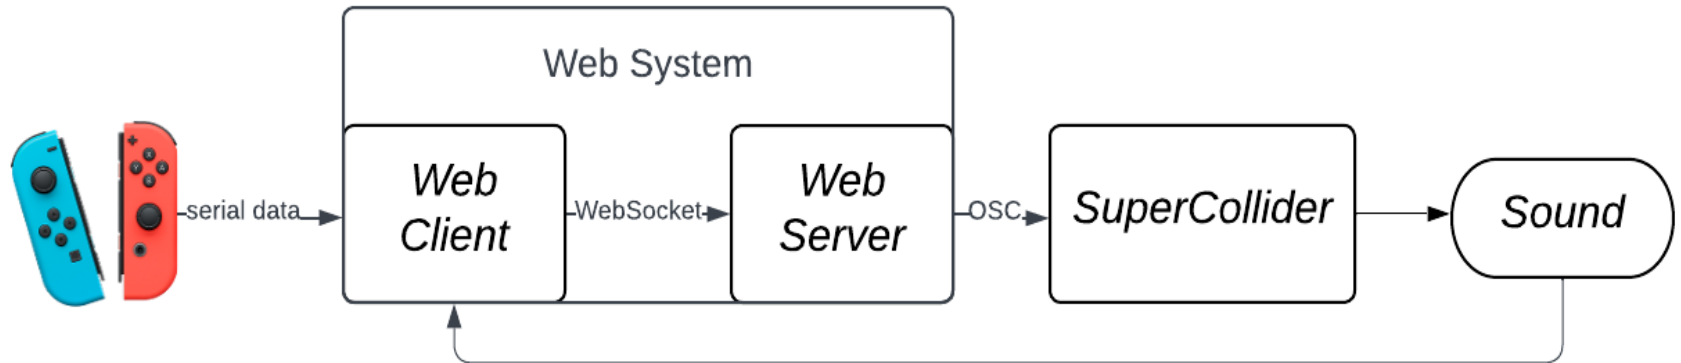 Web System
serial data
Web
Client
WebSocket
Web
Server
OSC
SuperCollider
Sound